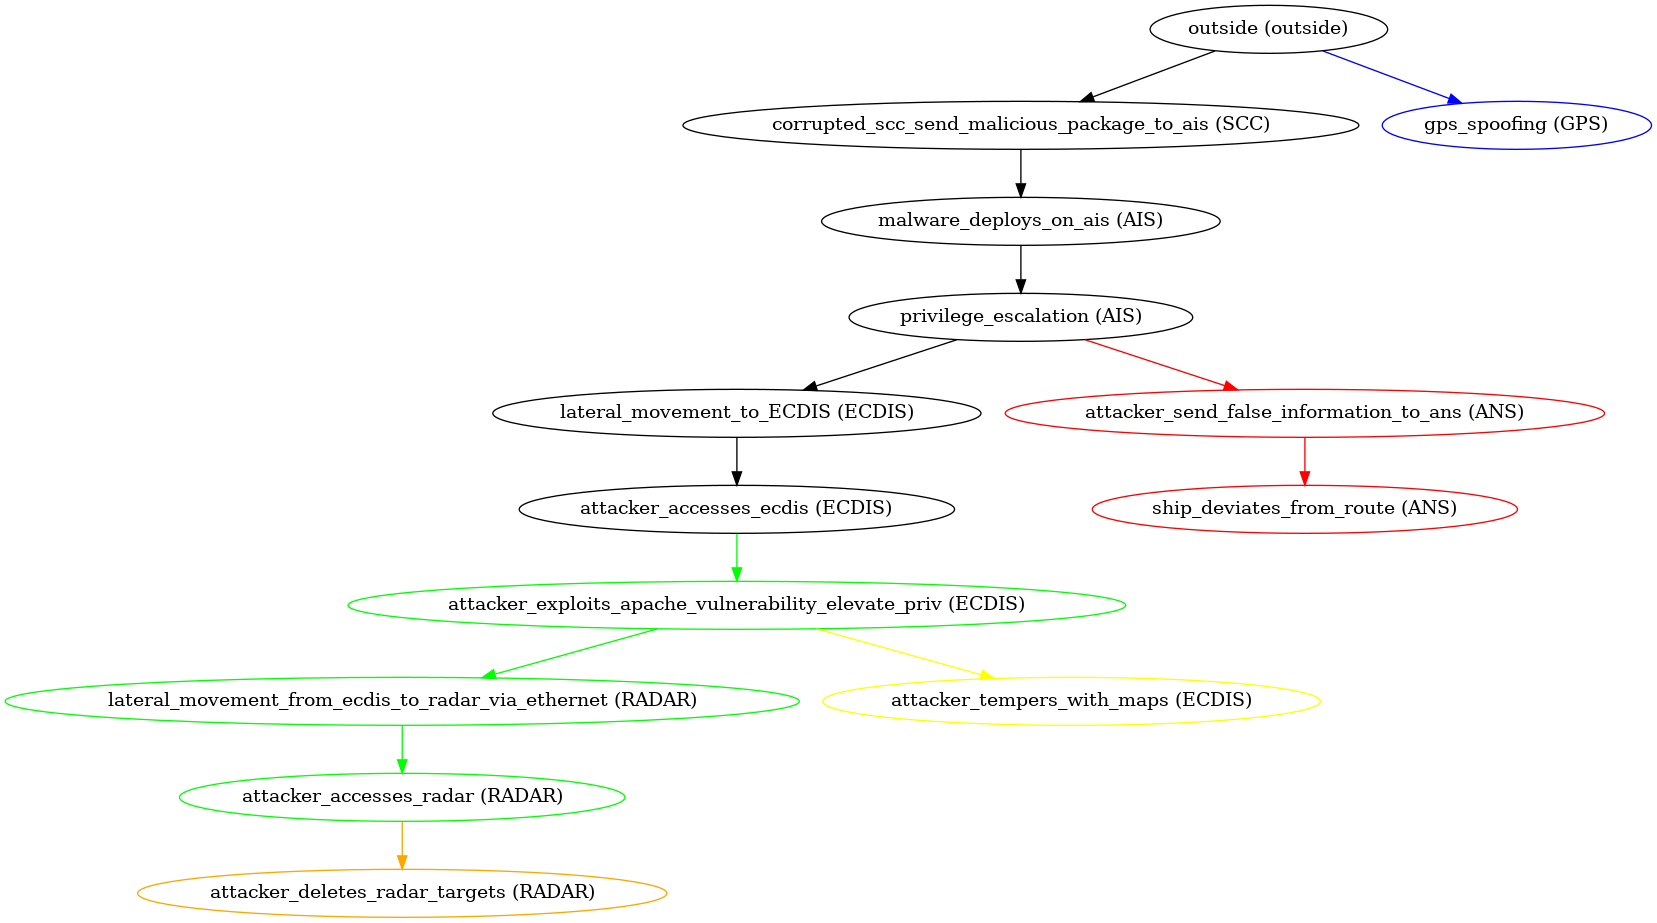 outside (outside)
corrupted_scc_send_malicious_package_to_ais (SCC)
gps_spoofing (GPS)
malware_deploys_on_ais (AIS)
privilege_escalation (AIS)
lateral_movement_to_ECDIS (ECDIS)
attacker_send_false_information_to_ans (ANS)
attacker_accesses_ecdis (ECDIS)
ship_deviates_from_route (ANS)
attacker_exploits_apache_vulnerability_elevate_priv (ECDIS)
lateral_movement_from_ecdis_to_radar_via_ethernet (RADAR)
attacker_tempers_with_maps (ECDIS)
attacker_accesses_radar (RADAR)
attacker_deletes_radar_targets (RADAR)